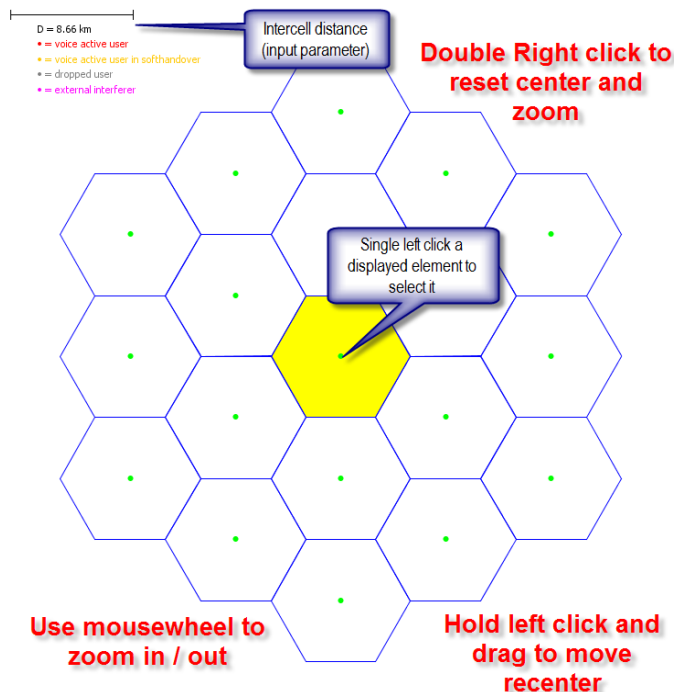 D = 8.66 km
• = voice active user
• = voice active user in softhandover
• = dropped user
• = external interferer
Intercell distance
(input parameter)
Double Right click to
reset center and
zoom
Single left click a
displayed element to
select it
Use mousewheel to
zoom in / out
Hold left click and
drag to move
recenter